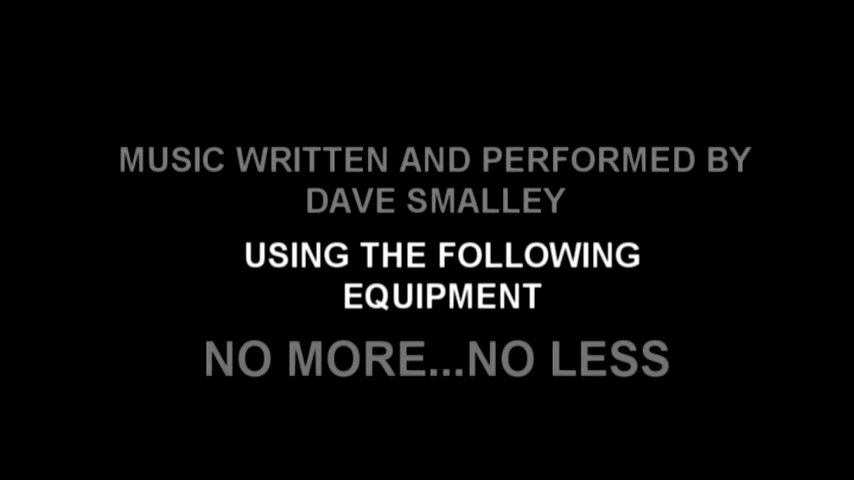 MUSIC WRITTEN AND PERFORMED BY
DAVE SMALLEY
USING THE FOLLOWING
EQUIPMENT
NO MORE...NO LESS